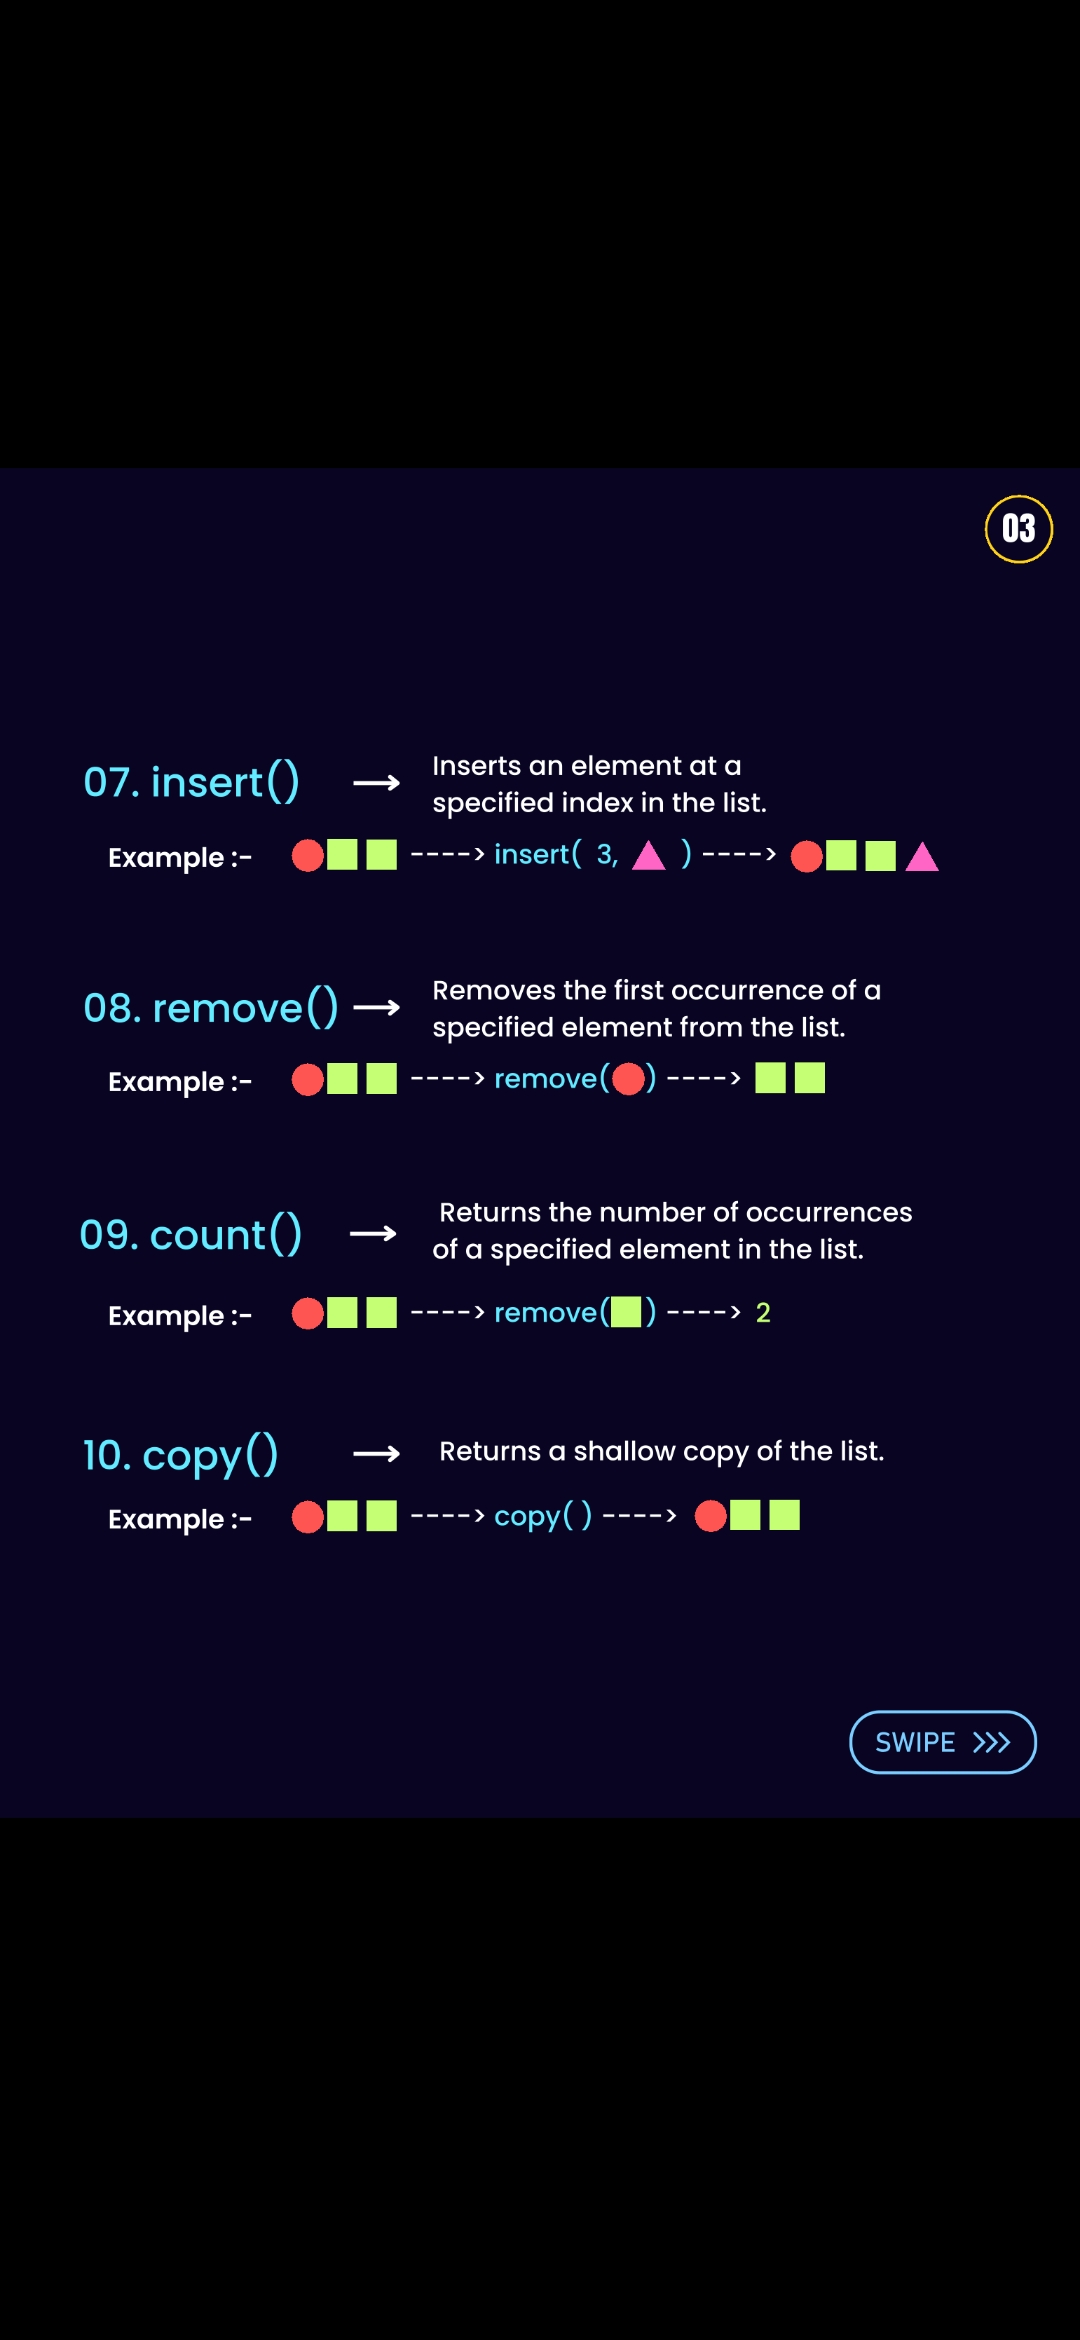 03
07. insert() → Inserts an element at a
specified index in the list.
Example :- ----> insert( 3, ) ---->
08. remove() → Removes the first occurrence of a
specified element from the list.
Example :- ----> remove( ) ---->
09. count() → Returns the number of occurrences
of a specified element in the list.
Example :- ----> remove( ) ----> 2
10. copy() → Returns a shallow copy of the list.
Example :- ----> copy( ) ---->
SWIPE >>>